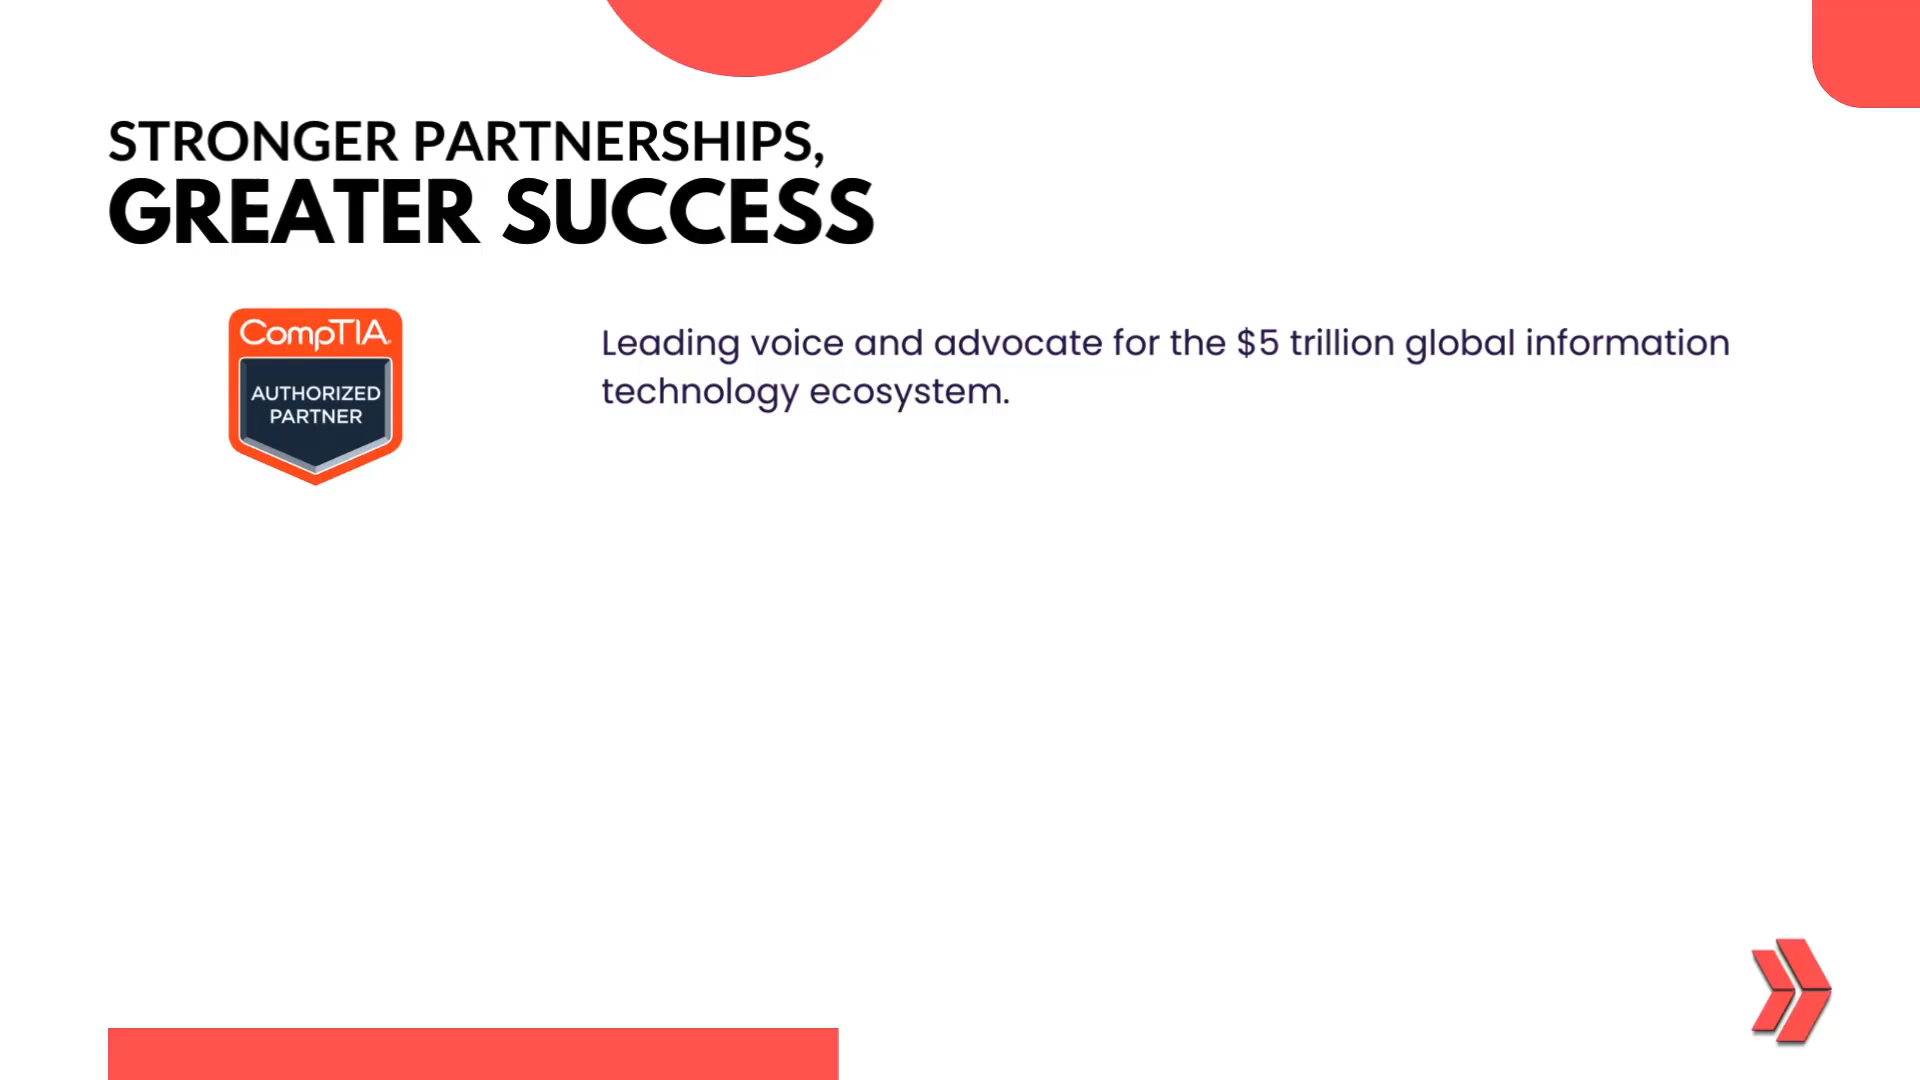 STRONGER PARTNERSHIPS,
GREATER SUCCESS
CompTIA
AUTHORIZED
PARTNER
Leading voice and advocate for the $5 trillion global information
technology ecosystem.